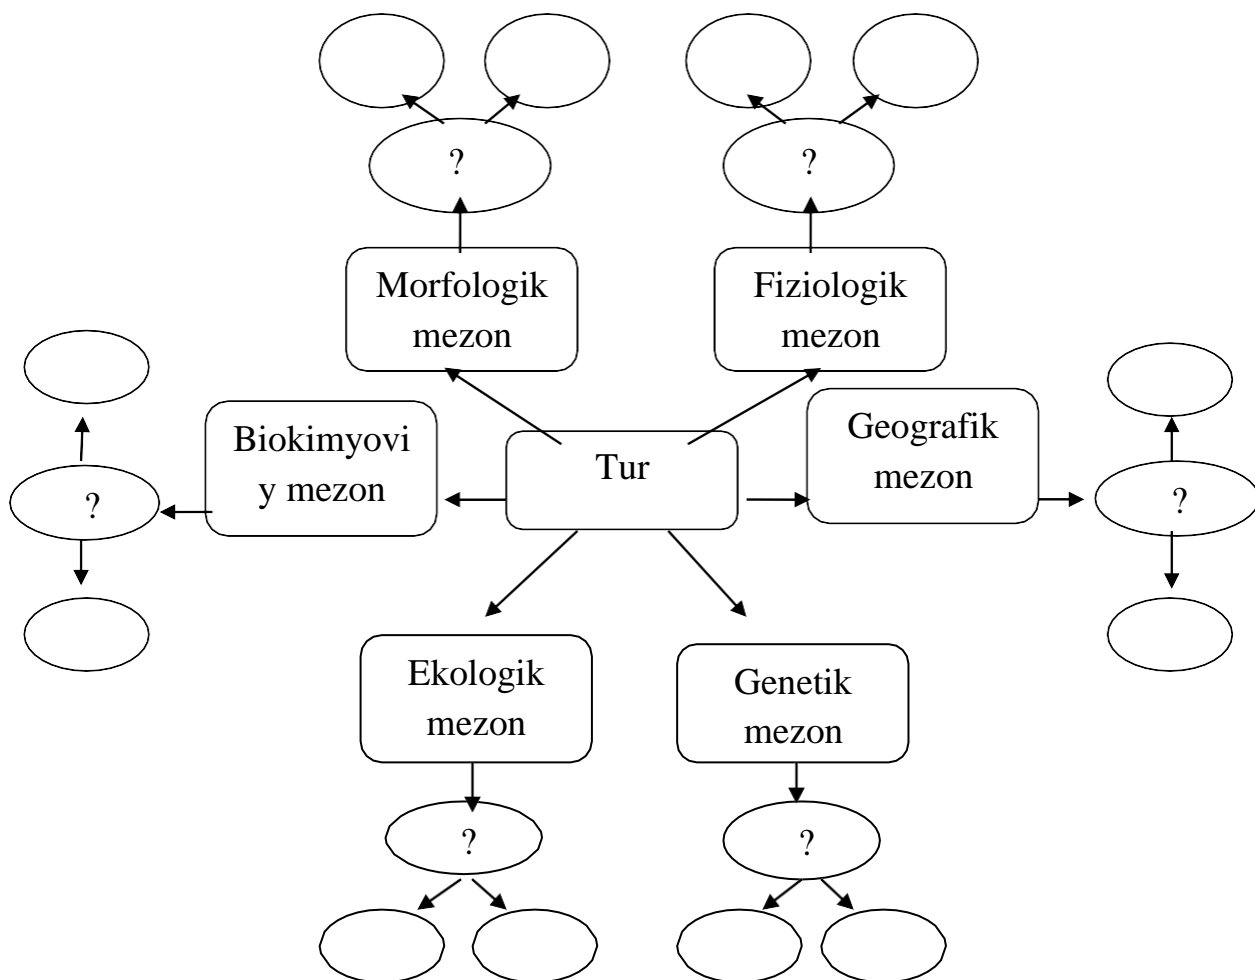 ?
?
Morfologik
mezon
Fiziologik
mezon
Biokimyovi
y mezon
Tur
Geografik
mezon
?
?
Ekologik
mezon
Genetik
mezon
?
?